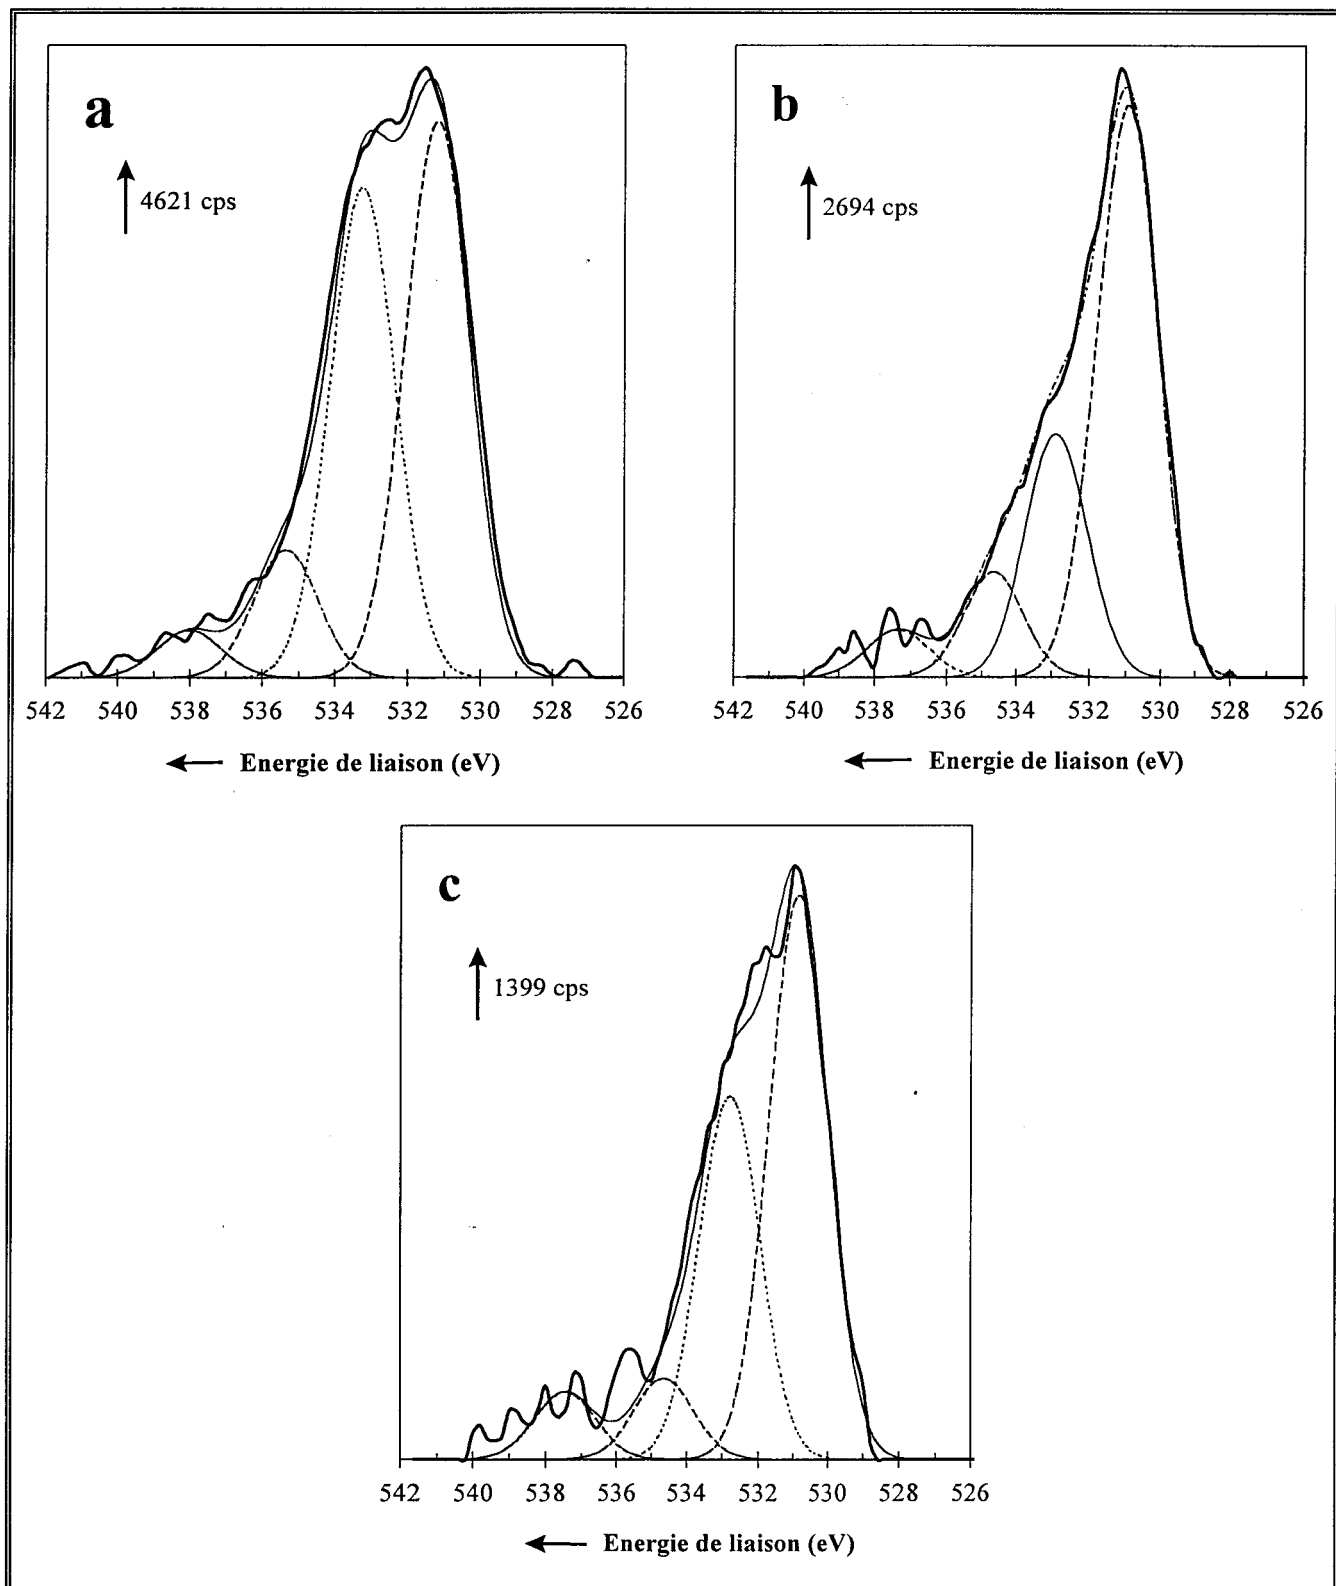 a
4621 cps
542 540 538 536 534 532 530 528 526
Energie de liaison (eV)
b
2694 cps
542 540 538 536 534 532 530 528 526
Energie de liaison (eV)
c
1399 cps
542 540 538 536 534 532 530 528 526
Energie de liaison (eV)